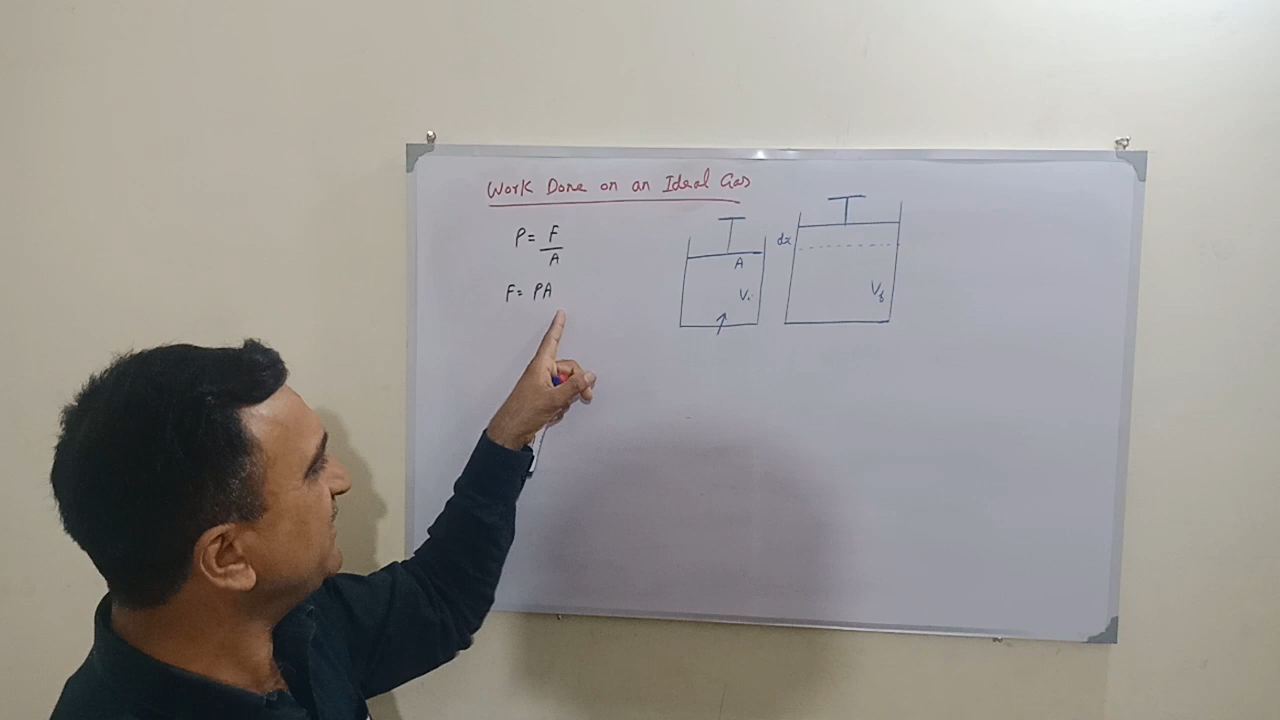 Work Done on an Ideal Gas
P = F
A
F = PA
A
Vi
dx
Vf